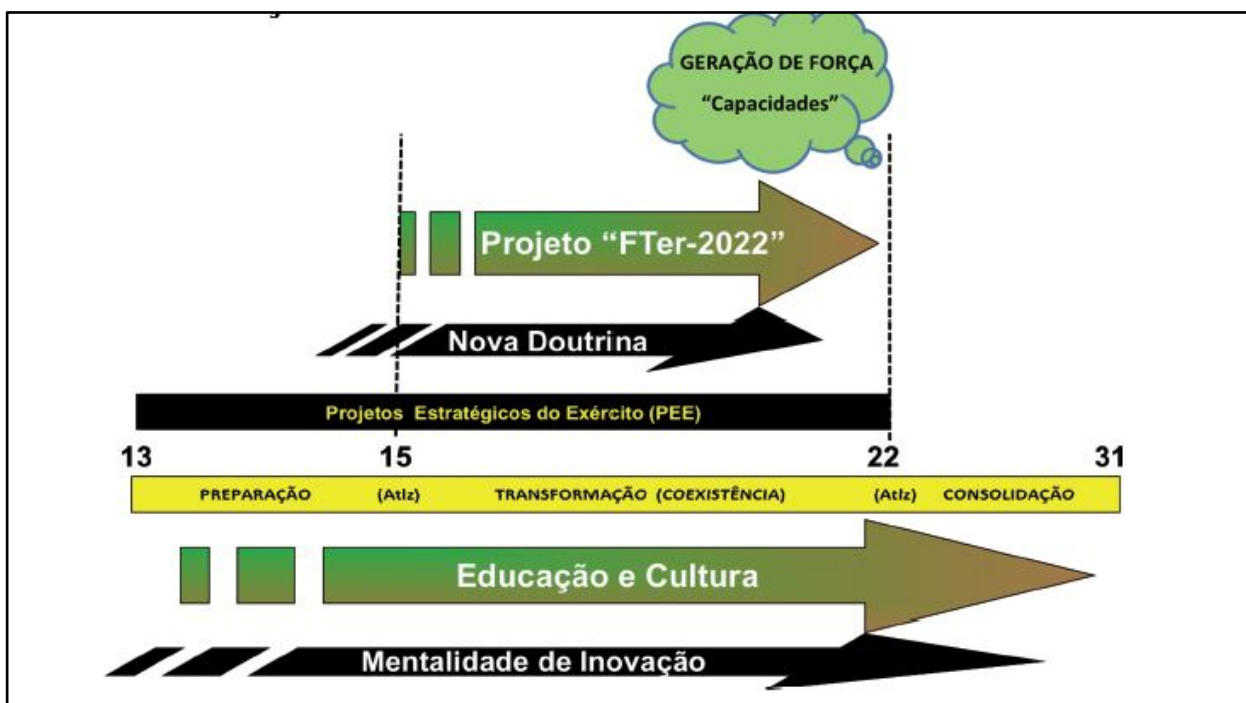 GERAÇÃO DE FORÇA
“Capacidades”
Projeto “FTer-2022”
Nova Doutrina
Projetos Estratégicos do Exército (PEE)
13 15 22 31
PREPARAÇÃO (Atlz) TRANSFORMAÇÃO (COEXISTÊNCIA) (Atlz) CONSOLIDAÇÃO
Educação e Cultura
Mentalidade de Inovação